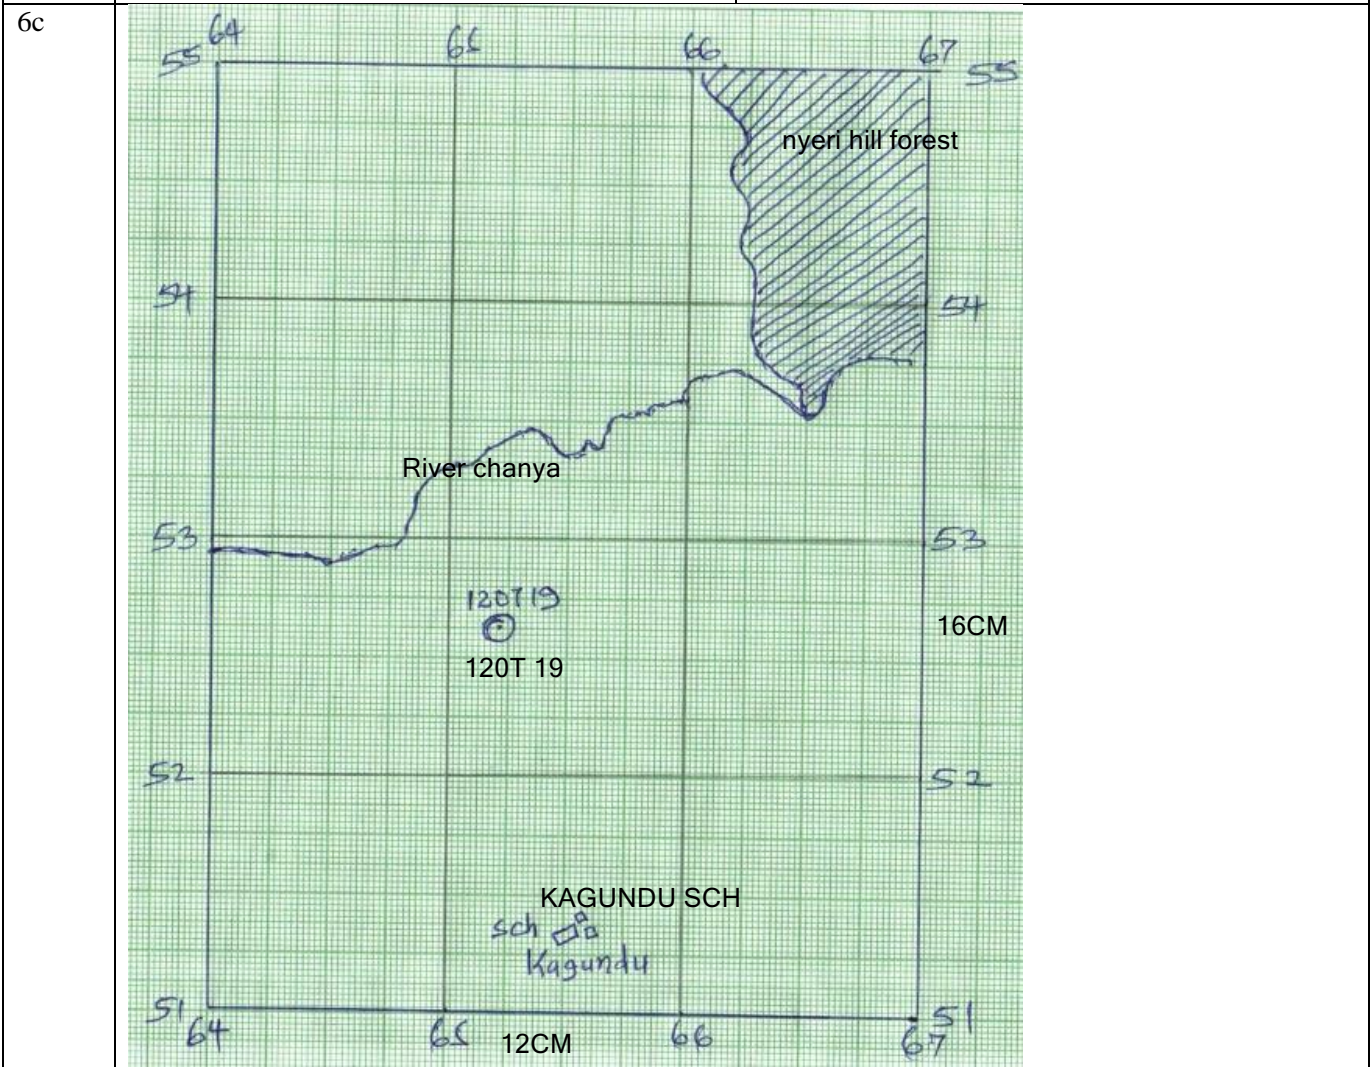 6c
64 65 66 67
55 55
nyeri hill forest
54 54
River chanya
53 53
120T19
16CM
120T 19
52 52
KAGUNDU SCH
sch
Kagundu
51 51
64 65 66 67
12CM